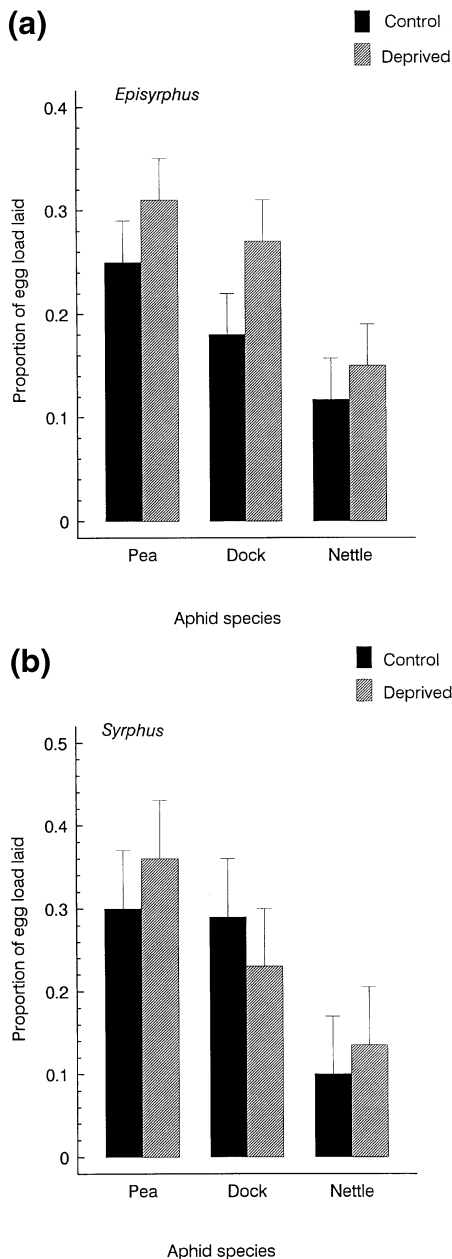 (a)
Control
Deprived
Episyrphus
0.4
0.3
0.2
0.1
0
Proportion of egg load laid
Pea Dock Nettle
Aphid species
(b)
Control
Deprived
Syrphus
0.5
0.4
0.3
0.2
0.1
0
Proportion of egg load laid
Pea Dock Nettle
Aphid species